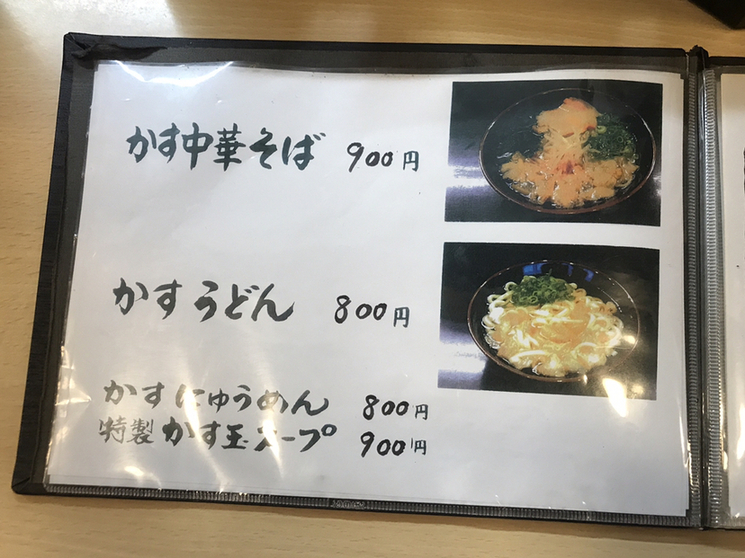 かす中華そば 900円
かすうどん 800円
かすにゅうめん 800円
特製かす玉スープ 900円